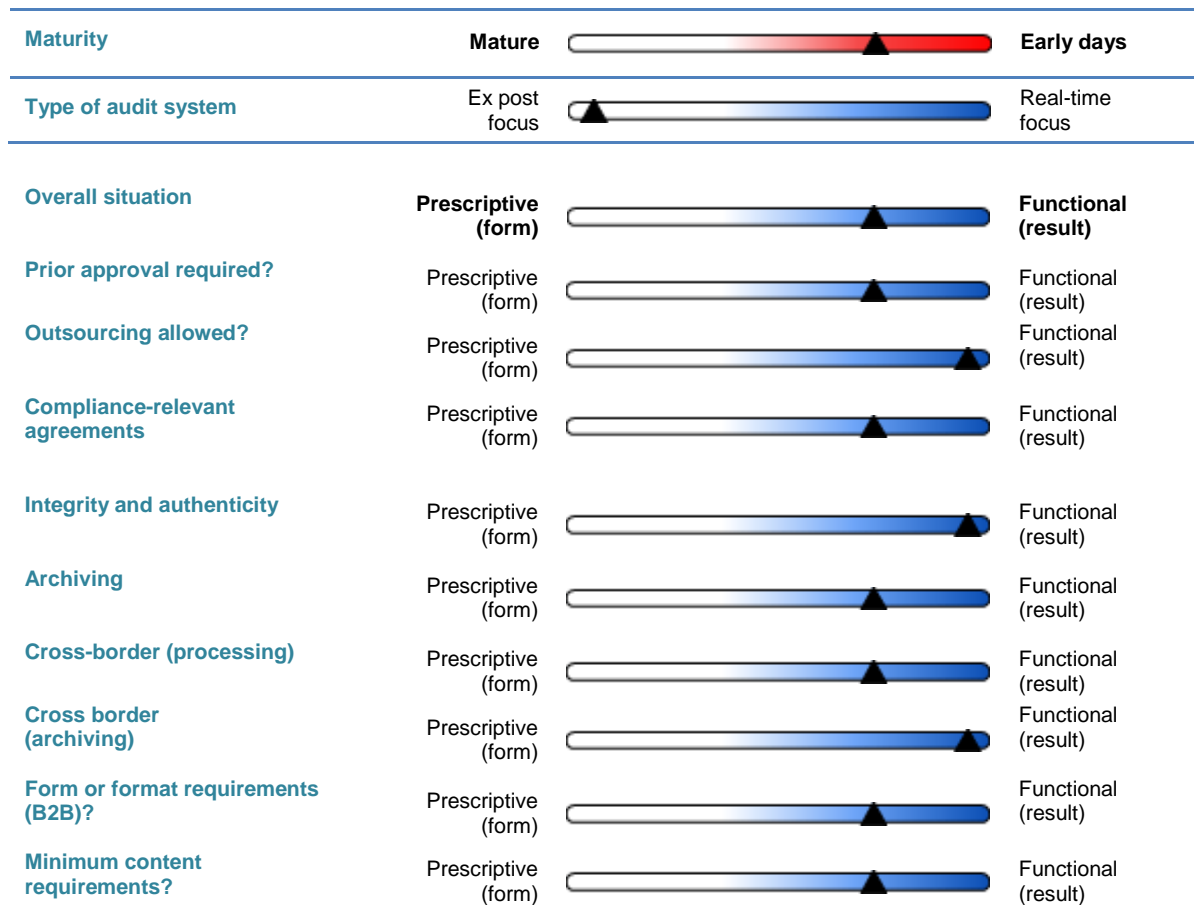 Maturity
Mature
Early days
Type of audit system
Ex post
focus
Real-time
focus
Overall situation
Prescriptive
(form)
Functional
(result)
Prior approval required?
Prescriptive
(form)
Functional
(result)
Outsourcing allowed?
Prescriptive
(form)
Functional
(result)
Compliance-relevant
agreements
Prescriptive
(form)
Functional
(result)
Integrity and authenticity
Prescriptive
(form)
Functional
(result)
Archiving
Prescriptive
(form)
Functional
(result)
Cross-border (processing)
Prescriptive
(form)
Functional
(result)
Cross border
(archiving)
Prescriptive
(form)
Functional
(result)
Form or format requirements
(B2B)?
Prescriptive
(form)
Functional
(result)
Minimum content
requirements?
Prescriptive
(form)
Functional
(result)